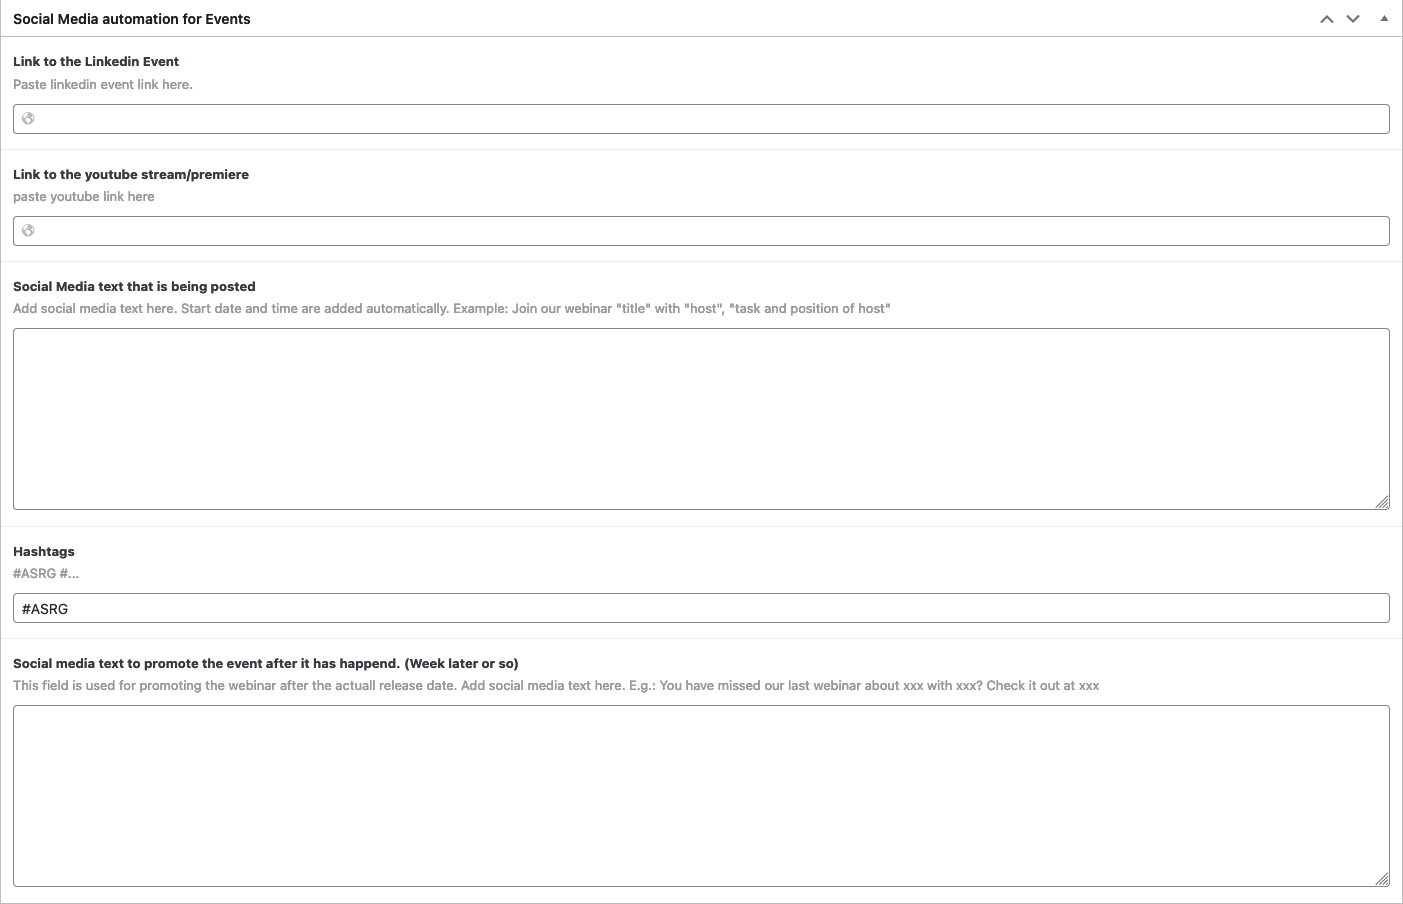 Social Media automation for Events
Link to the Linkedin Event
Paste linkedin event link here.
Link to the youtube stream/premiere
paste youtube link here
Social Media text that is being posted
Add social media text here. Start date and time are added automatically. Example: Join our webinar "title" with "host", "task and position of host"
Hashtags
#ASRG #...
#ASRG
Social media text to promote the event after it has happend. (Week later or so)
This field is used for promoting the webinar after the actuall release date. Add social media text here. E.g.: You have missed our last webinar about xxx with xxx? Check it out at xxx